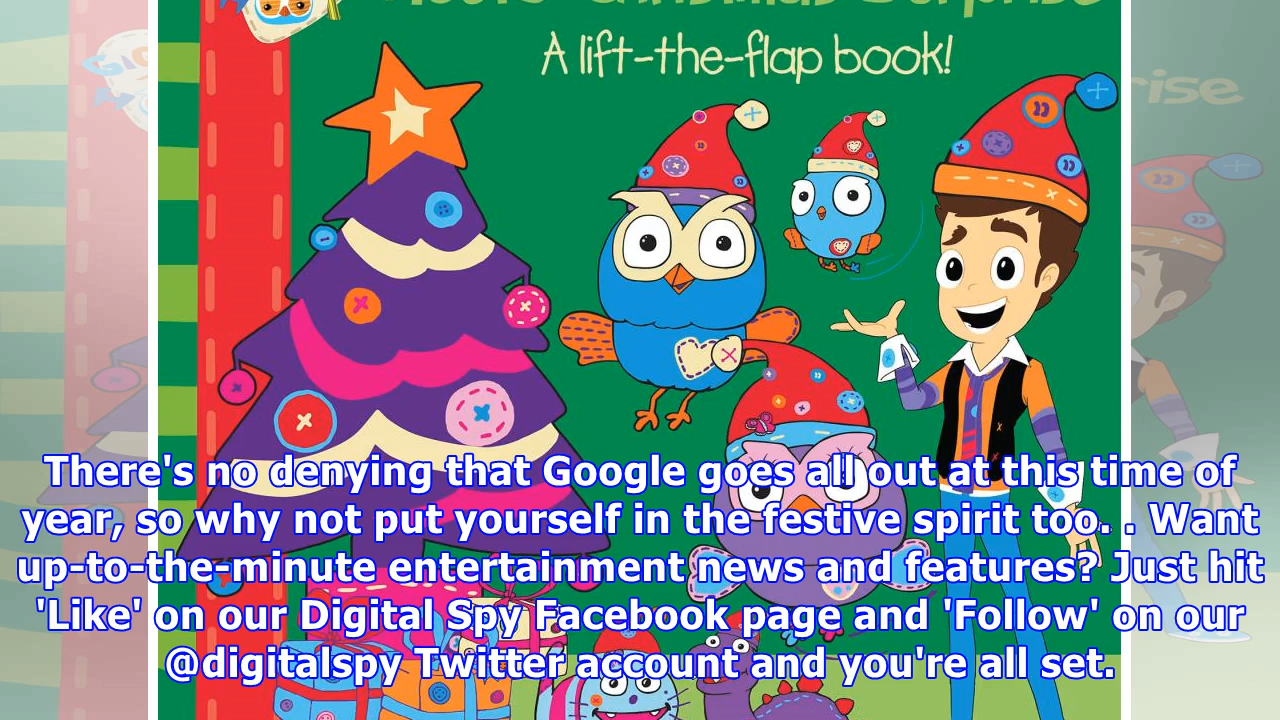 A lift-the-flap book!
There's no denying that Google goes all out at this time of
year, so why not put yourself in the festive spirit too. . Want
up-to-the-minute entertainment news and features? Just hit
'Like' on our Digital Spy Facebook page and 'Follow' on our
@digitalspy Twitter account and you're all set.